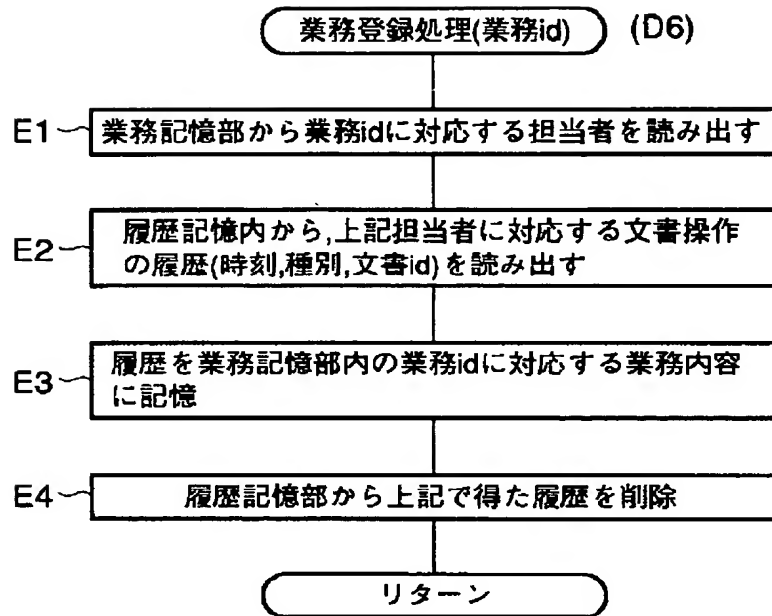 業務登録処理(業務id) (D6)
E1 業務記憶部から業務idに対応する担当者を読み出す
履歴記憶内から,上記担当者に対応する文書操作
E2 の履歴(時刻,種別,文書id)を読み出す
履歴を業務記憶部内の業務idに対応する業務内容
E3 に記憶
E4 履歴記憶部から上記で得た履歴を削除
リターン